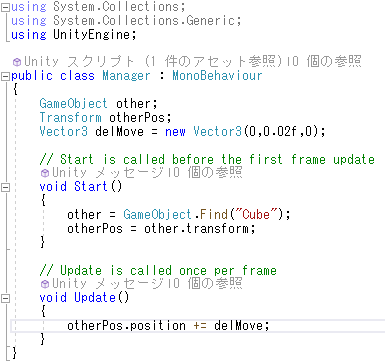 using System.Collections;
using System.Collections.Generic;
using UnityEngine;
Unity スクリプト (1 件のアセット参照)|0 個の参照
public class Manager : MonoBehaviour
{
GameObject other;
Transform otherPos;
Vector3 delMove = new Vector3(0,0.02f,0);
// Start is called before the first frame update
Unity メッセージ|0 個の参照
void Start()
{
other = GameObject.Find("Cube");
otherPos = other.transform;
}
// Update is called once per frame
Unity メッセージ|0 個の参照
void Update()
{
otherPos.position += delMove;
}
}